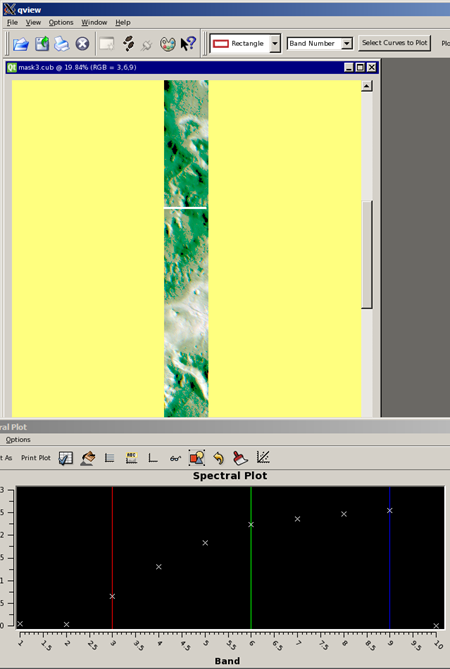 qview
File View Options Window Help
Rectangle Band Number Select Curves to Plot Plo
Qt mask3.cub @ 19.84% (RGB = 3,6,9)
ral Plot
Options
t As Print Plot ABC
Spectral Plot
3
.5
2
.5
1
.5
0
1 1.5 2 2.5 3 3.5 4 4.5 5 5.5 6 6.5 7 7.5 8 8.5 9 9.5 10
Band